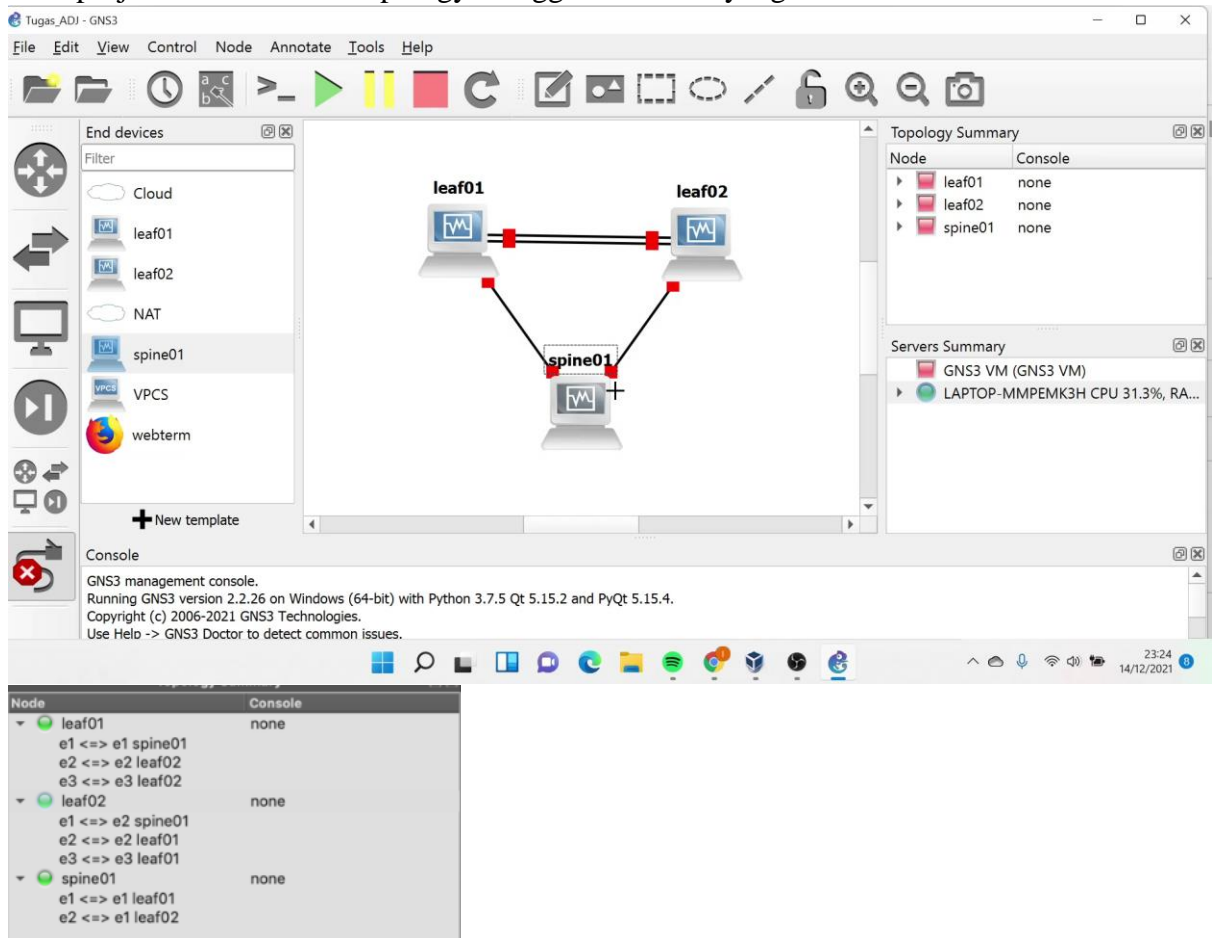 Tugas_ADJ - GNS3
File Edit View Control Node Annotate Tools Help
End devices
Filter
Cloud
leaf01
leaf02
NAT
spine01
VPCS
webterm
New template
leaf01
leaf02
spine01
Topology Summary
Node Console
leaf01 none
leaf02 none
spine01 none
Servers Summary
GNS3 VM (GNS3 VM)
LAPTOP-MMPEMK3H CPU 31.3%, RA...
Console
GNS3 management console.
Running GNS3 version 2.2.26 on Windows (64-bit) with Python 3.7.5 Qt 5.15.2 and PyQt 5.15.4.
Copyright (c) 2006-2021 GNS3 Technologies.
Use Help -> GNS3 Doctor to detect common issues.
23:24
14/12/2021 8
Node Console
leaf01 none
e1 <=> e1 spine01
e2 <=> e2 leaf02
e3 <=> e3 leaf02
leaf02 none
e1 <=> e2 spine01
e2 <=> e2 leaf01
e3 <=> e3 leaf01
spine01 none
e1 <=> e1 leaf01
e2 <=> e1 leaf02